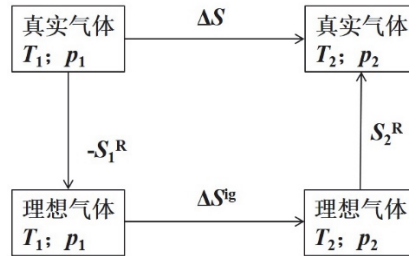 真实气体
T₁；p₁
ΔS
真实气体
T₂；p₂
-S₁ᴿ
S₂ᴿ
理想气体
T₁；p₁
ΔSⁱᵍ
理想气体
T₂；p₂